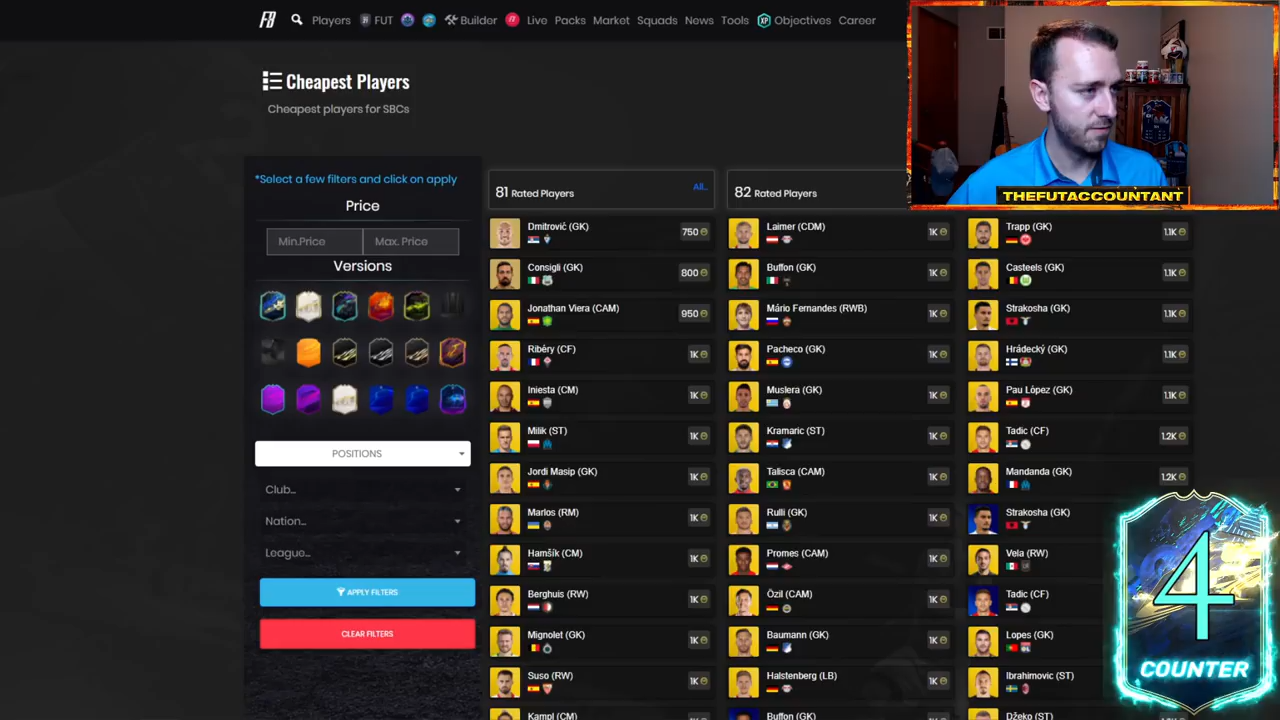 Players
FUT
Builder
Live
Packs
Market
Squads
News
Tools
XP
Objectives
Career
Cheapest Players
Cheapest players for SBCs
*Select a few filters and click on apply
Price
Min.Price
Max. Price
Versions
POSITIONS
Club...
Nation...
League...
APPLY FILTERS
CLEAR FILTERS
81 Rated Players
All..
Dmitrovič (GK) 750
Consigli (GK) 800
Jonathan Viera (CAM) 950
Ribéry (CF) 1K
Iniesta (CM) 1K
Milik (ST) 1K
Jordi Masip (GK) 1K
Marlos (RM) 1K
Hamšík (CM) 1K
Berghuis (RW) 1K
Mignolet (GK) 1K
Suso (RW) 1K
Kampl (CM)
82 Rated Players
Laimer (CDM) 1K
Buffon (GK) 1K
Mário Fernandes (RWB) 1K
Pacheco (GK) 1K
Muslera (GK) 1K
Kramaric (ST) 1K
Talisca (CAM) 1K
Rulli (GK) 1K
Promes (CAM) 1K
Özil (CAM) 1K
Baumann (GK) 1K
Halstenberg (LB) 1K
Buffon (GK)
Trapp (GK) 1.1K
Casteels (GK) 1.1K
Strakosha (GK) 1.1K
Hrádecký (GK) 1.1K
Pau López (GK) 1.1K
Tadic (CF) 1.2K
Mandanda (GK) 1.2K
Strakosha (GK)
Vela (RW)
Tadic (CF)
Lopes (GK)
Ibrahimovic (ST)
Džeko (ST)
THEFUTACCOUNTANT
4
COUNTER